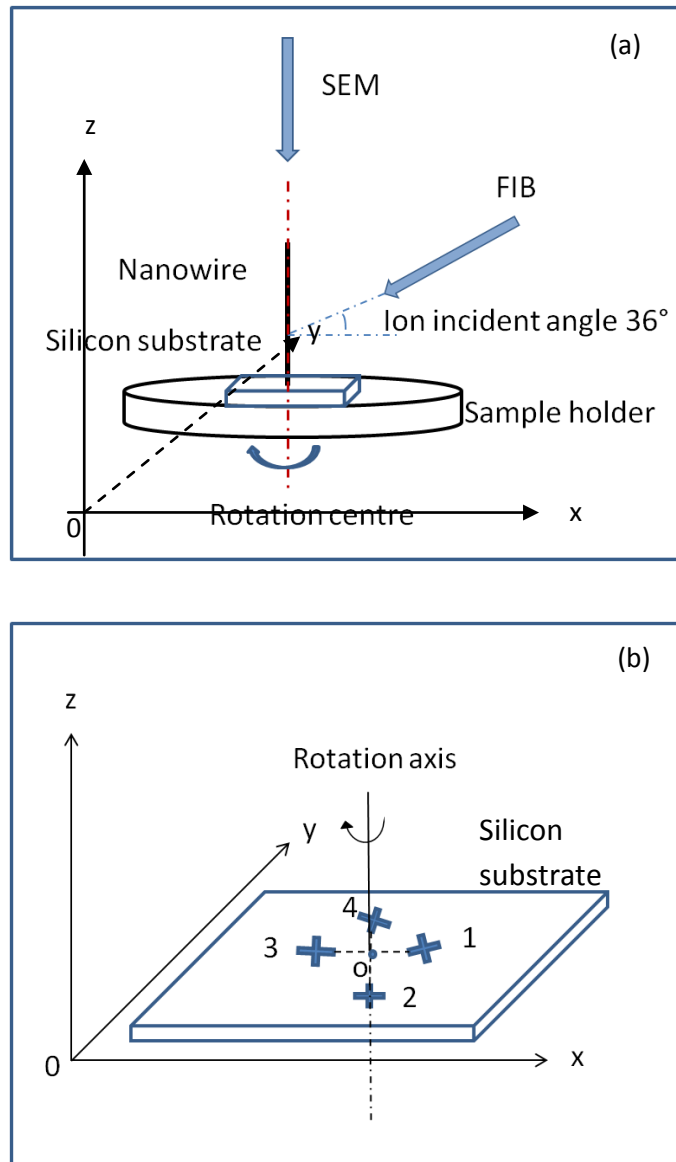 (a)
SEM
z
FIB
Nanowire
Ion incident angle 36°
Silicon substrate
y
Sample holder
Rotation centre
0
x
(b)
z
Rotation axis
y
Silicon
substrate
4
3
1
o
2
0
x